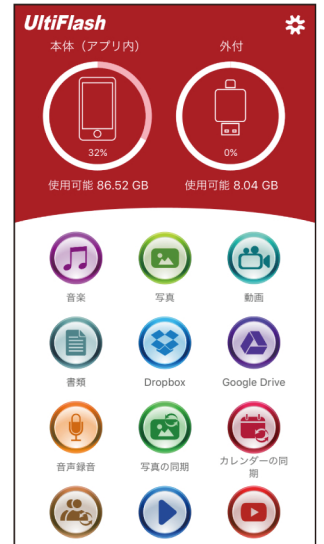 UltiFlash
本体（アプリ内）
外付
32%
0%
使用可能 86.52 GB
使用可能 8.04 GB
音楽
写真
動画
書類
Dropbox
Google Drive
音声録音
写真の同期
カレンダーの同
期